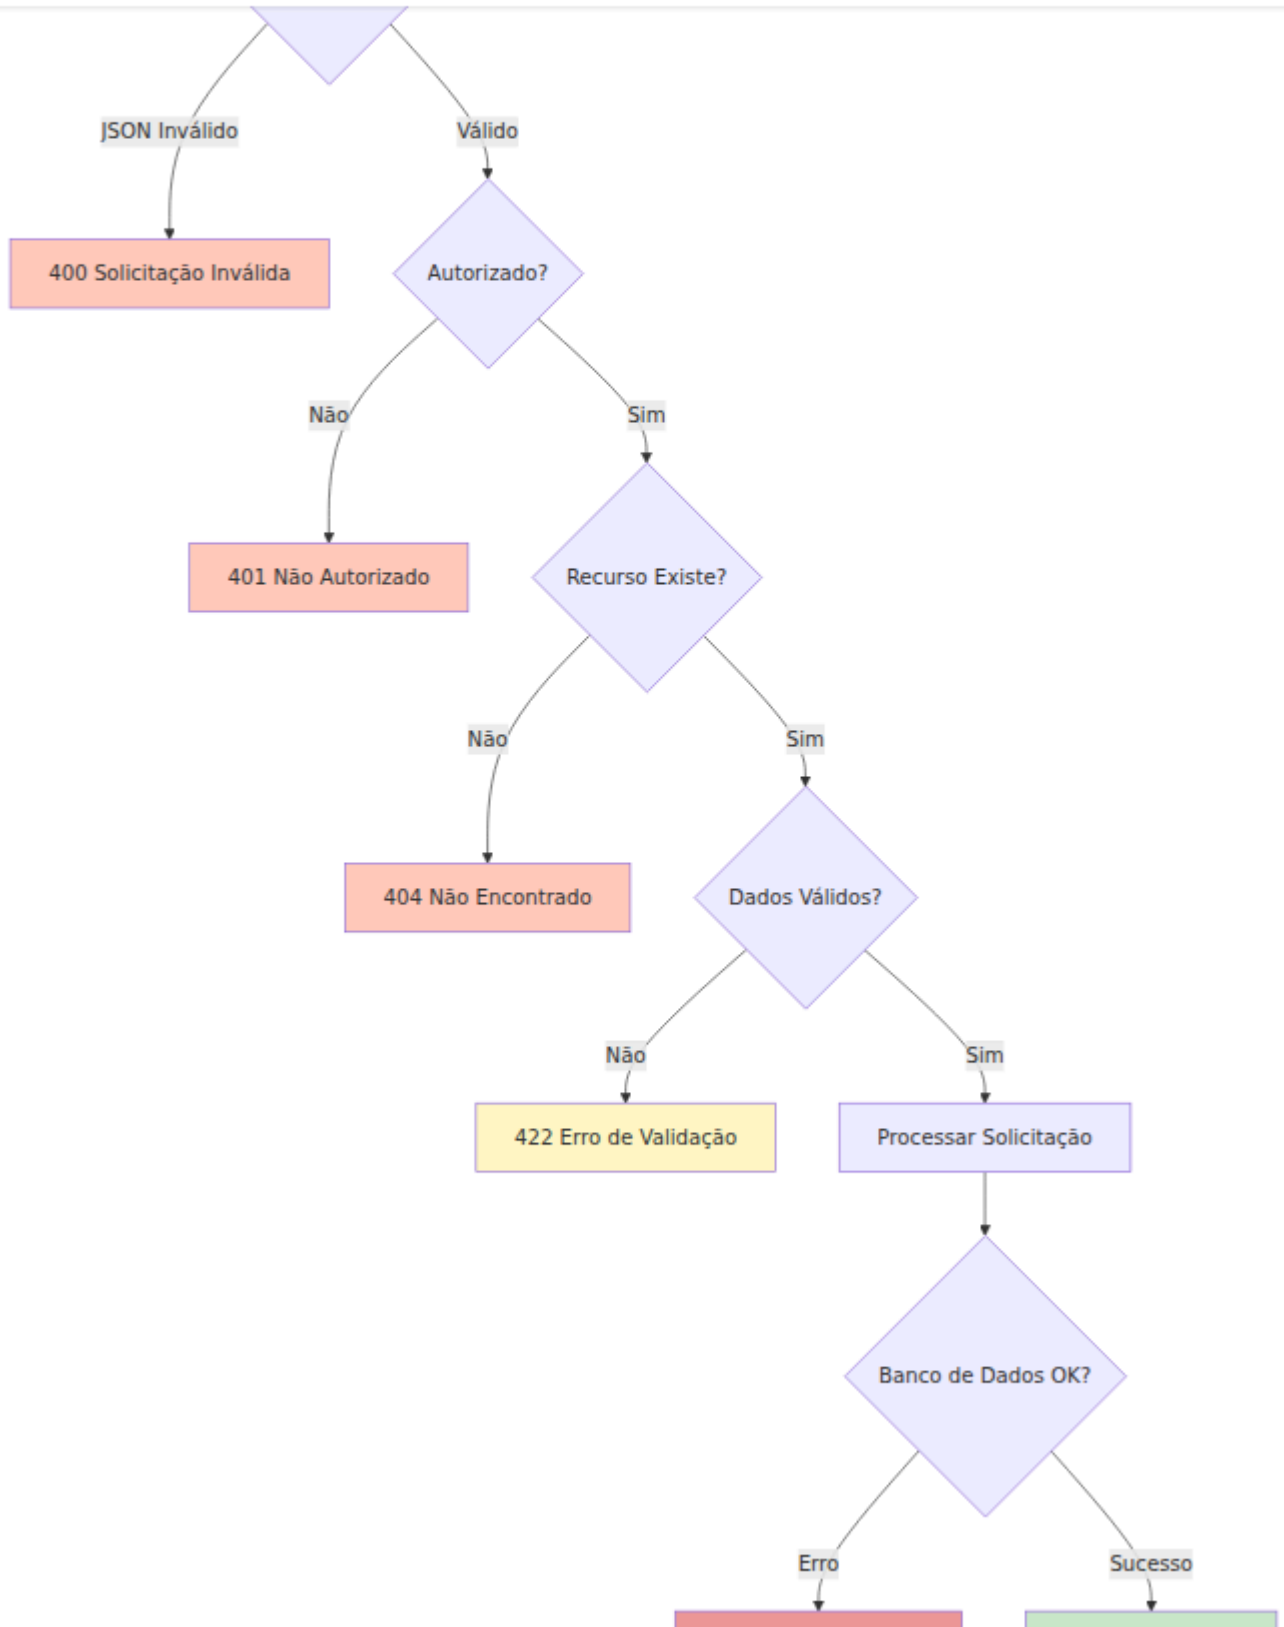 JSON Inválido
Válido
400 Solicitação Inválida
Autorizado?
Não
Sim
401 Não Autorizado
Recurso Existe?
Não
Sim
404 Não Encontrado
Dados Válidos?
Não
Sim
422 Erro de Validação
Processar Solicitação
Banco de Dados OK?
Erro
Sucesso